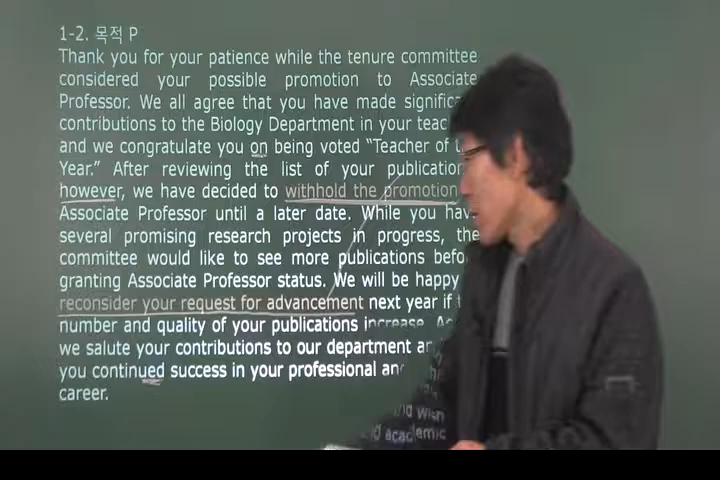 1-2. 목적 P
Thank you for your patience while the tenure committee
considered your possible promotion to Associate
Professor. We all agree that you have made
contributions to the Biology Department in your
and we congratulate you on being voted "Teacher of
Year." After reviewing the list of your
however, we have decided to withhold the promotion
Associate Professor until a later date. While you
several promising research projects in progress, the
committee would like to see more publications
granting Associate Professor status. We will be happy
reconsider your request for advancement next year if
number and quality of your publications increase.
we salute your contributions to our department
you continued success in your professional
career.
wish
academic